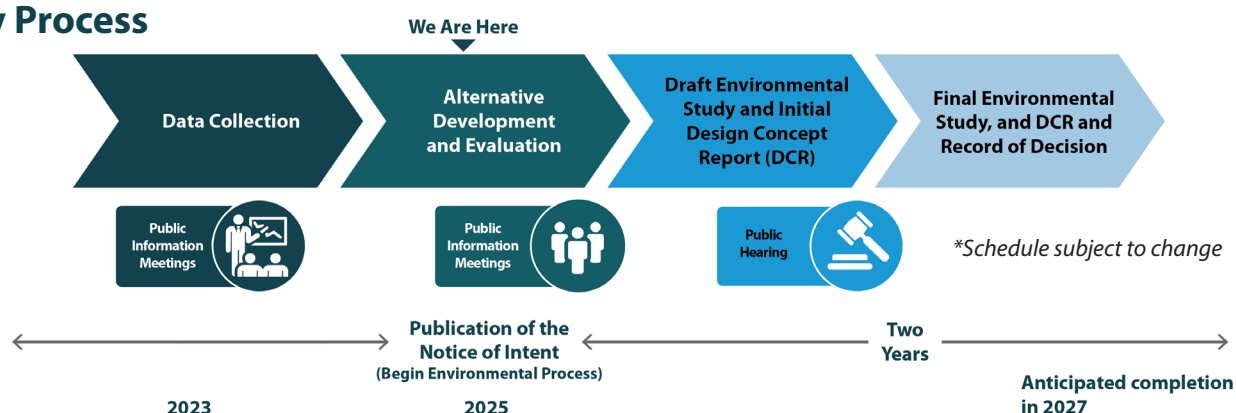 y Process
We Are Here
Data Collection
Alternative
Development
and Evaluation
Draft Environmental
Study and Initial
Design Concept
Report (DCR)
Final Environmental
Study, and DCR and
Record of Decision
Public
Information
Meetings
Public
Information
Meetings
Public
Hearing
*Schedule subject to change
Publication of the
Notice of Intent
(Begin Environmental Process)
Two
Years
2023
2025
Anticipated completion
in 2027